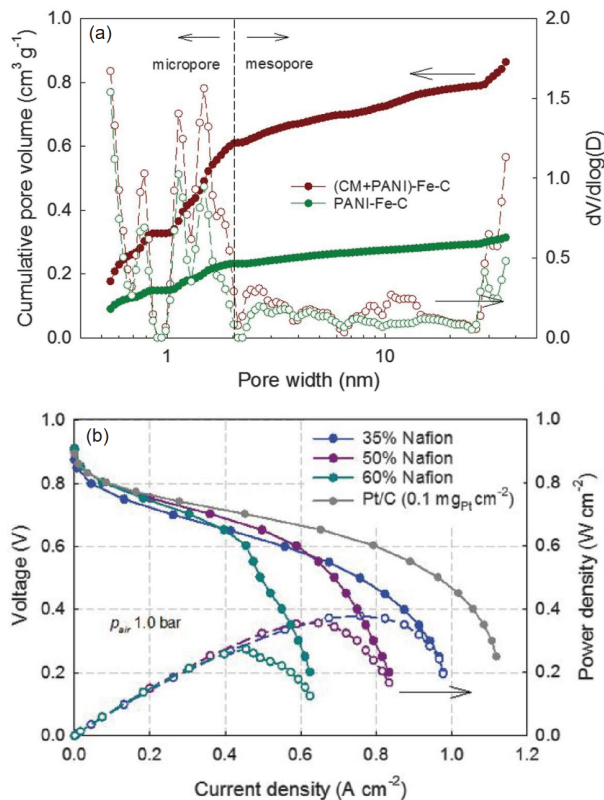 (a)
micropore
mesopore
(CM+PANI)-Fe-C
PANI-Fe-C
Cumulative pore volume (cm³ g⁻¹)
1.0
0.8
0.6
0.4
0.2
0.0
2.0
1.5
1.0
0.5
0.0
dV/dlog(D)
1
10
Pore width (nm)
(b)
35% Nafion
50% Nafion
60% Nafion
Pt/C (0.1 mg_Pt cm⁻²)
p_air 1.0 bar
Voltage (V)
1.0
0.8
0.6
0.4
0.2
0.0
1.0
0.8
0.6
0.4
0.2
0.0
Power density (W cm⁻²)
0.0
0.2
0.4
0.6
0.8
1.0
1.2
Current density (A cm⁻²)